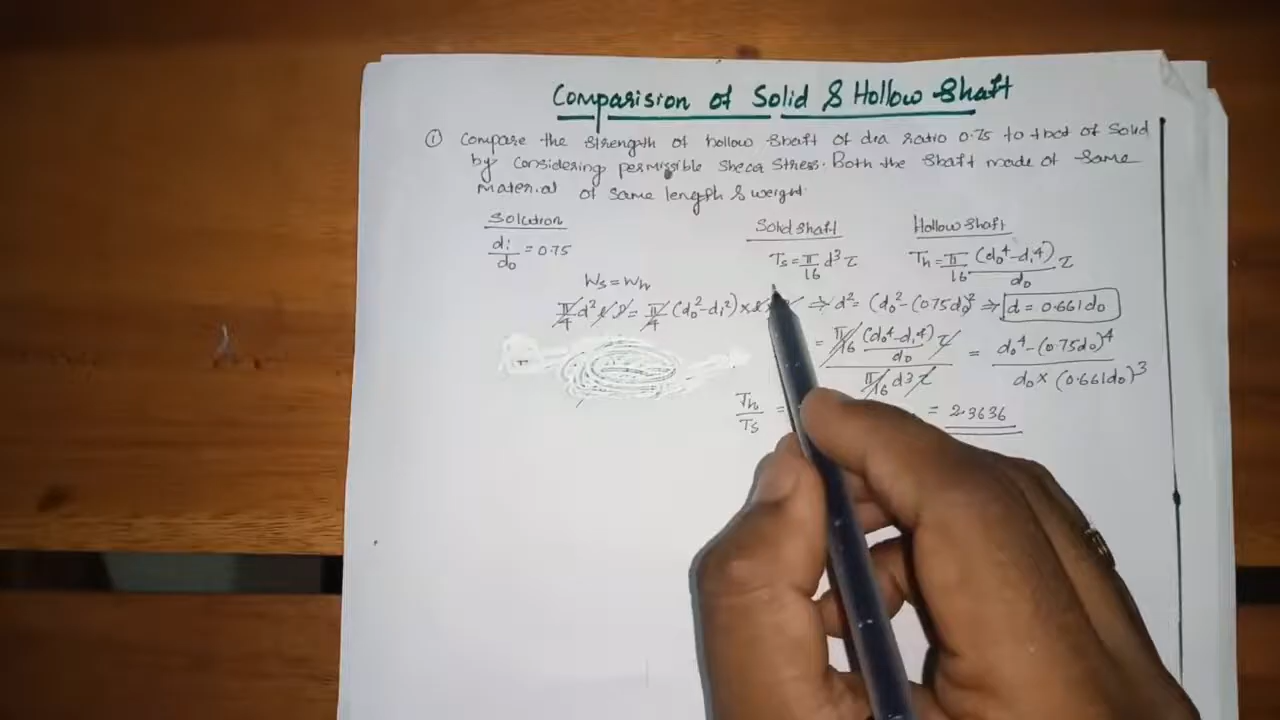 Comparision of Solid & Hollow Shaft
① Compare the strength of hollow shaft of dia ratio 0.75 to that of solid
by considering permissible shear stress. Both the shaft made of same
material of same length & weight.
Solution
di/do = 0.75
Solid shaft
Ts = π/16 d³ τ
Hollow shaft
Th = π/16 (do⁴-di⁴)/do τ
Ws = Wh
π/4 d² = π/4 (do²-di²) × ⇒ d² = (do²-(0.75do)² ⇒ d = 0.661do
= π/16 (do⁴-di⁴)/do τ / π/16 d³ τ = do⁴-(0.75do)⁴ / do × (0.661do)³
Th/Ts = = 2.3636